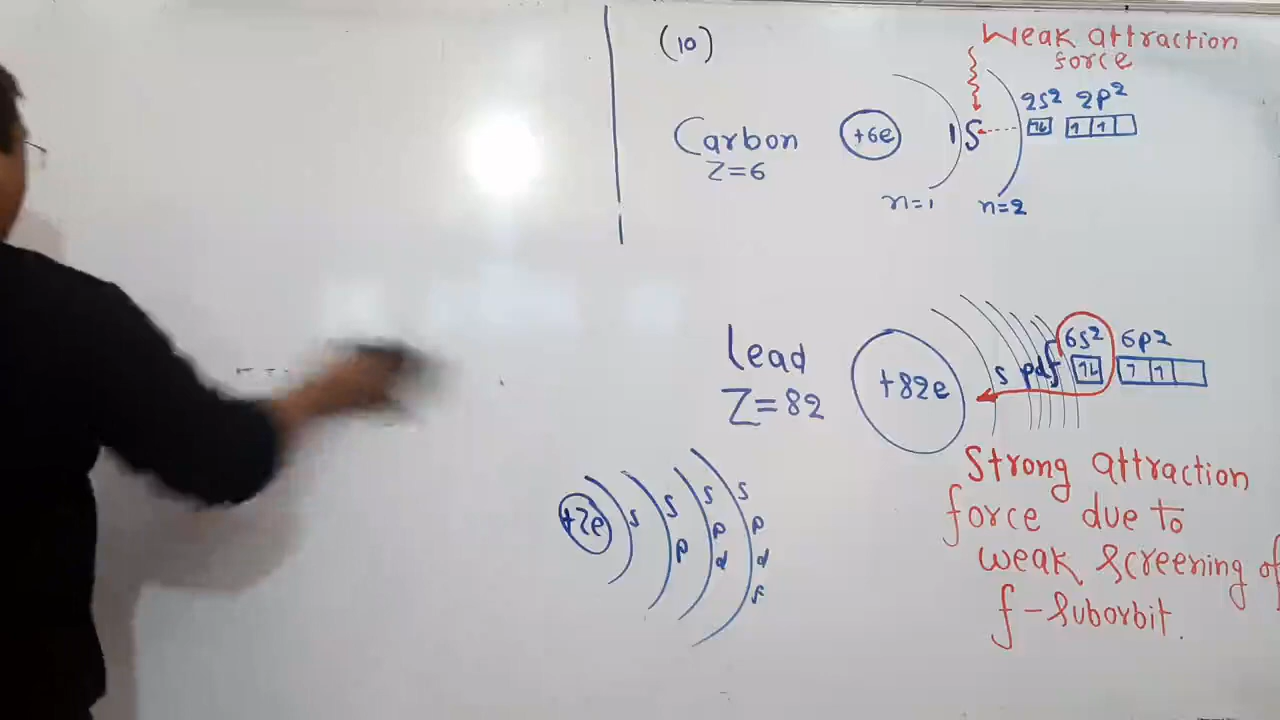 (10)
Weak attraction
force
2s² 2p²
Carbon
Z=6
+6e
1S
n=1
n=2
Lead
Z=82
+82e
s p d f
6s² 6p²
+Ze
s
s
p
s
p
d
s
p
d
f
Strong attraction
force due to
weak screening of
f-suborbit.